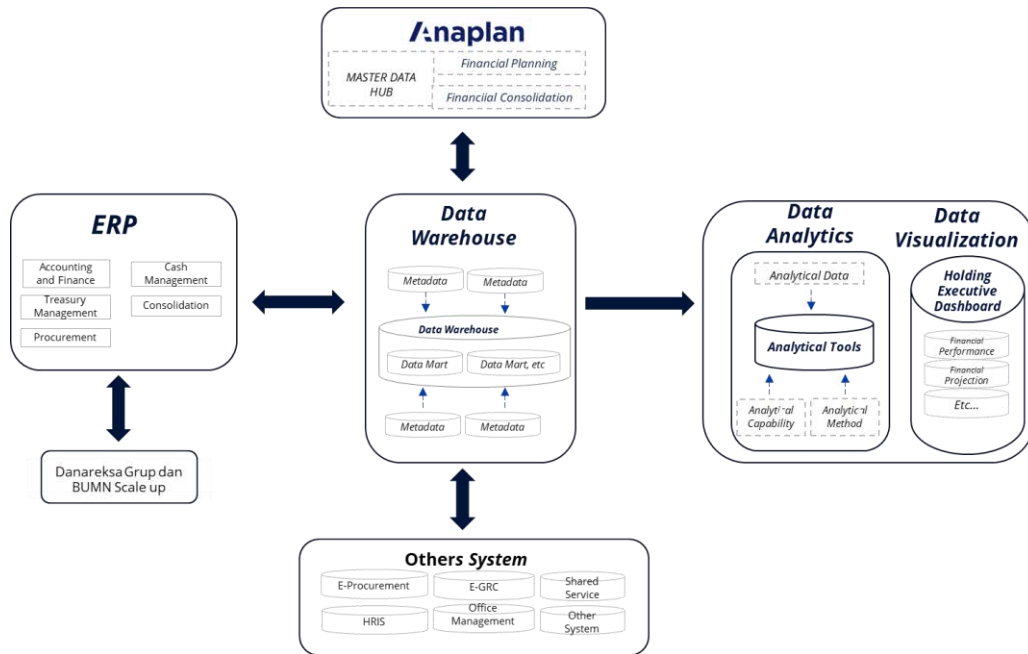 Anaplan
MASTER DATA
HUB
Financial Planning
Financiial Consolidation
ERP
Accounting
and Finance
Cash
Management
Treasury
Management
Consolidation
Procurement
Danareksa Grup dan
BUMN Scale up
Data
Warehouse
Metadata
Metadata
Data Warehouse
Data Mart
Data Mart, etc
Metadata
Metadata
Data
Analytics
Analytical Data
Analytical Tools
Analytical
Capability
Analytical
Method
Data
Visualization
Holding
Executive
Dashboard
Financial
Performance
Financial
Projection
Etc...
Others System
E-Procurement
E-GRC
Shared
Service
HRIS
Office
Management
Other
System